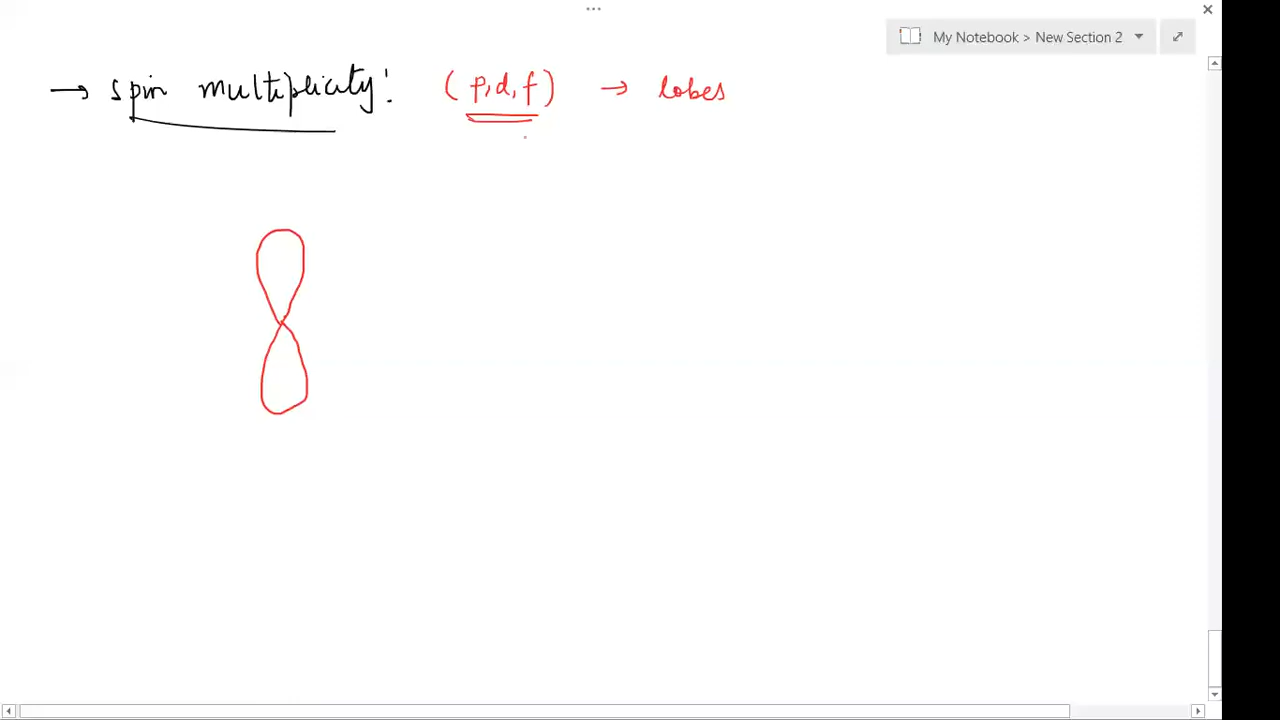 My Notebook > New Section 2
→ spin multiplicity: (p,d,f) → lobes